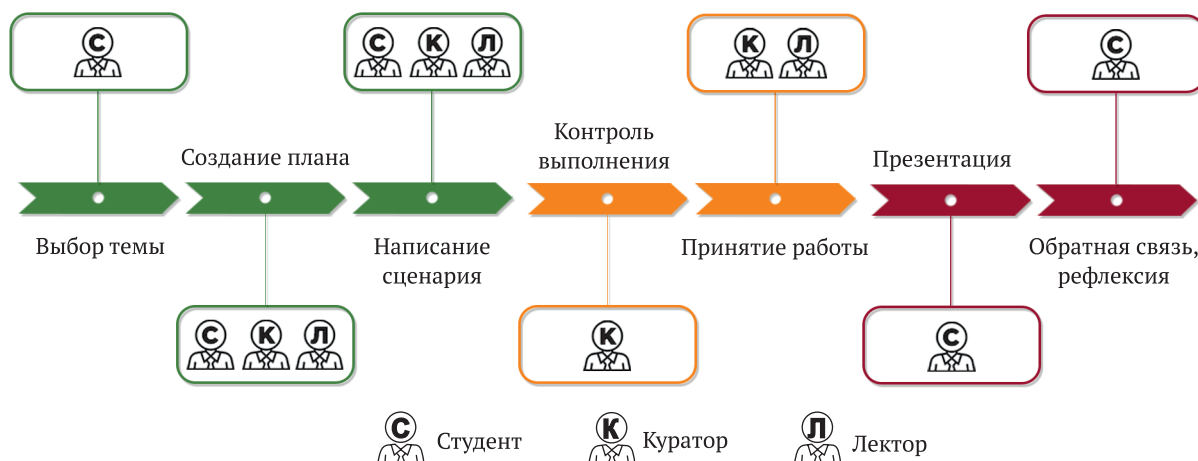 С
С К Л
К Л
С
Контроль
выполнения
Создание плана
Презентация
Выбор темы
Написание
сценария
Принятие работы
Обратная связь,
рефлексия
С К Л
К
С
С Студент
К Куратор
Л Лектор